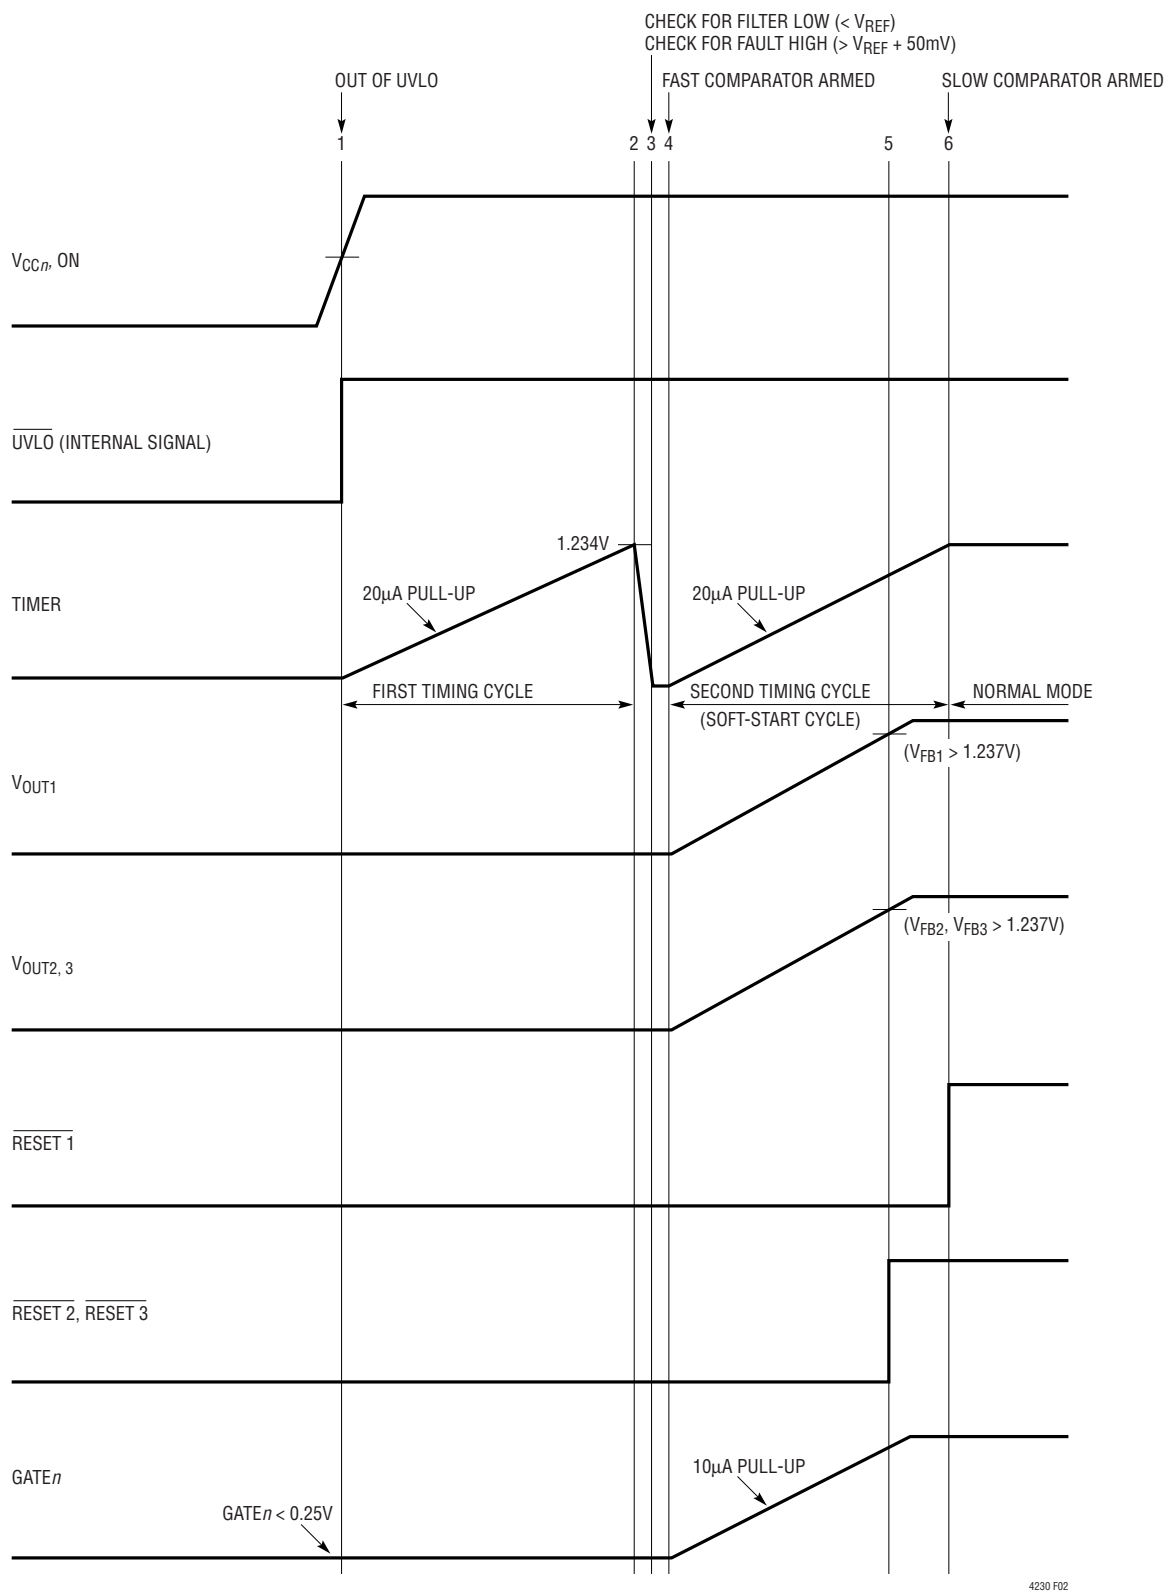 CHECK FOR FILTER LOW (< VREF)
CHECK FOR FAULT HIGH (> VREF + 50mV)
OUT OF UVLO
FAST COMPARATOR ARMED
SLOW COMPARATOR ARMED
1 2 3 4 5 6
VCCn, ON
UVLO (INTERNAL SIGNAL)
1.234V
20µA PULL-UP
20µA PULL-UP
TIMER
FIRST TIMING CYCLE
SECOND TIMING CYCLE
(SOFT-START CYCLE)
NORMAL MODE
(VFB1 > 1.237V)
VOUT1
(VFB2, VFB3 > 1.237V)
VOUT2, 3
RESET 1
RESET 2, RESET 3
10µA PULL-UP
GATEn
GATEn < 0.25V
4230 F02